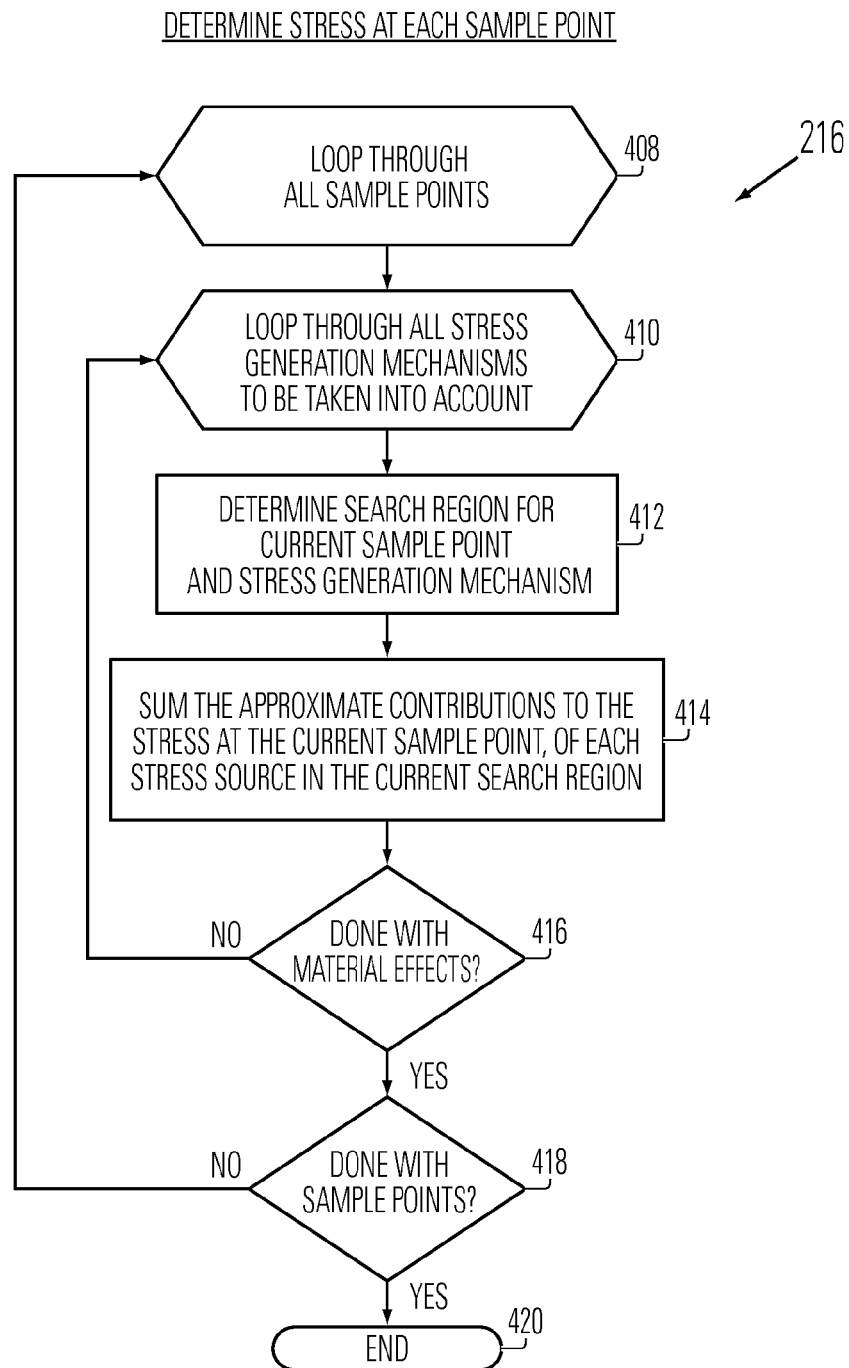 DETERMINE STRESS AT EACH SAMPLE POINT
216
LOOP THROUGH
ALL SAMPLE POINTS
408
LOOP THROUGH ALL STRESS
GENERATION MECHANISMS
TO BE TAKEN INTO ACCOUNT
410
DETERMINE SEARCH REGION FOR
CURRENT SAMPLE POINT
AND STRESS GENERATION MECHANISM
412
SUM THE APPROXIMATE CONTRIBUTIONS TO THE
STRESS AT THE CURRENT SAMPLE POINT, OF EACH
STRESS SOURCE IN THE CURRENT SEARCH REGION
414
NO
DONE WITH
MATERIAL EFFECTS?
416
YES
NO
DONE WITH
SAMPLE POINTS?
418
YES
END
420